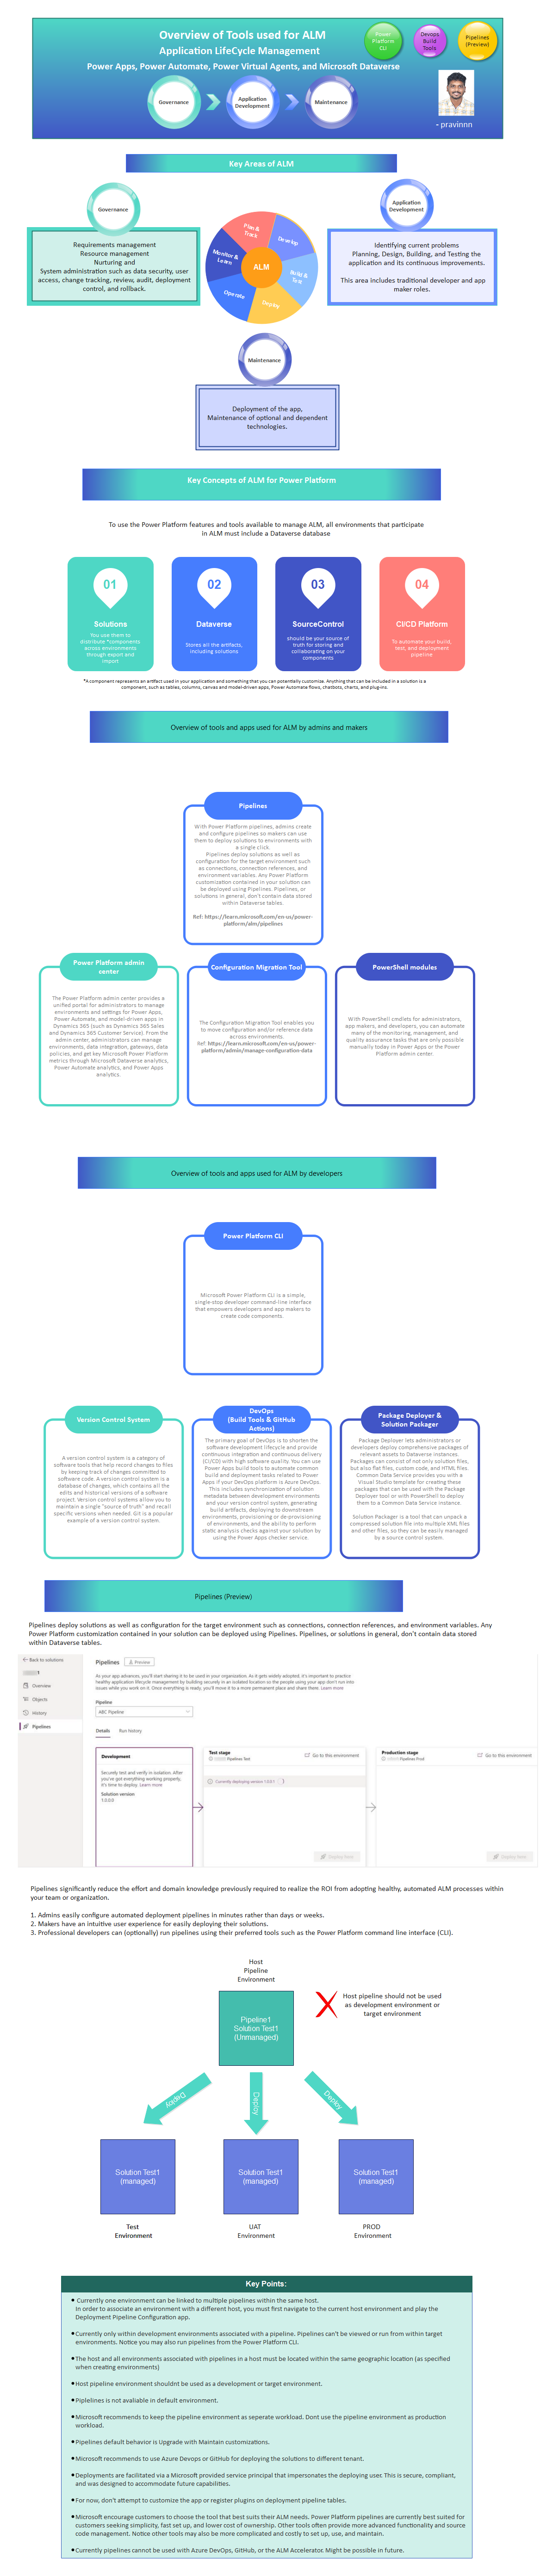 Overview of Tools used for ALM
Application LifeCycle Management
Power Apps, Power Automate, Power Virtual Agents, and Microsoft Dataverse
Power
Platform
CLI
Devops
Build
Tools
Pipelines
(Preview)
Governance
Application
Development
Maintenance
- pravinnn
Key Areas of ALM
Governance
Requirements management
Resource management
Nurturing and
System administration such as data security, user
access, change tracking, review, audit, deployment
control, and rollback.
Plan &
Track
Develop
Build &
Test
Deploy
Operate
Monitor &
Learn
ALM
Application
Development
Identifying current problems
Planning, Design, Building, and Testing the
application and its continuous improvements.
This area includes traditional developer and app
maker roles.
Maintenance
Deployment of the app,
Maintenance of optional and dependent
technologies.
Key Concepts of ALM for Power Platform
To use the Power Platform features and tools available to manage ALM, all environments that participate
in ALM must include a Dataverse database
01
Solutions
You use them to
distribute *components
across environments
through export and
import
02
Dataverse
Stores all the artifacts,
including solutions
03
SourceControl
should be your source of
truth for storing and
collaborating on your
components
04
CI/CD Platform
To automate your build,
test, and deployment
pipeline
*A component represents an artifact used in your application and something that you can potentially customize. Anything that can be included in a solution is a
component, such as tables, columns, canvas and model-driven apps, Power Automate flows, chatbots, charts, and plug-ins.
Overview of tools and apps used for ALM by admins and makers
Pipelines
With Power Platform pipelines, admins create
and configure pipelines so makers can use
them to deploy solutions to environments with
a single click.
Pipelines deploy solutions as well as
configuration for the target environment such
as connections, connection references, and
environment variables. Any Power Platform
customization contained in your solution can
be deployed using Pipelines. Pipelines, or
solutions in general, don't contain data stored
within Dataverse tables.
Ref: https://learn.microsoft.com/en-us/power-
platform/alm/pipelines
Power Platform admin
center
The Power Platform admin center provides a
unified portal for administrators to manage
environments and settings for Power Apps,
Power Automate, and model-driven apps in
Dynamics 365 (such as Dynamics 365 Sales
and Dynamics 365 Customer Service). From the
admin center, administrators can manage
environments, data integration, gateways, data
policies, and get key Microsoft Power Platform
metrics through Microsoft Dataverse analytics,
Power Automate analytics, and Power Apps
analytics.
Configuration Migration Tool
The Configuration Migration Tool enables you
to move configuration and/or reference data
Ref: https://learn.microsoft.com/en-us/power-
platform/admin/manage-configuration-data
PowerShell modules
With PowerShell cmdlets for administrators,
app makers, and developers, you can automate
many of the monitoring, management, and
quality assurance tasks that are only possible
manually today in Power Apps or the Power
Platform admin center.
Overview of tools and apps used for ALM by developers
Power Platform CLI
Microsoft Power Platform CLI is a simple,
single-stop developer command-line interface
that empowers developers and app makers to
create code components.
Version Control System
A version control system is a category of
software tools that help record changes to files
by keeping track of changes committed to
software code. A version control system is a
database of changes, which contains all the
edits and historical versions of a software
project. Version control systems allow you to
maintain a single "source of truth" and recall
specific versions when needed. Git is a popular
example of a version control system.
DevOps
(Build Tools & GitHub
Actions)
The primary goal of DevOps is to shorten the
software development lifecycle and provide
continuous integration and continuous delivery
(CI/CD) with high software quality. You can use
Power Apps build tools to automate common
build and deployment tasks related to Power
Apps if your DevOps platform is Azure DevOps.
This includes synchronization of solution
metadata between development environments
and your version control system, generating
build artifacts, deploying to downstream
environments, provisioning or de-provisioning
of environments, and the ability to perform
static analysis checks against your solution by
using the Power Apps checker service.
Package Deployer &
Solution Packager
Package Deployer lets administrators or
developers deploy comprehensive packages of
relevant assets to Dataverse instances.
Packages can consist of not only solution files,
but also flat files, custom code, and HTML files.
Common Data Service provides you with a
Visual Studio template for creating these
packages that can be used with the Package
Deployer tool or with PowerShell to deploy
them to a Common Data Service instance.
Solution Packager is a tool that can unpack a
compressed solution file into multiple XML files
and other files, so they can be easily managed
by a source control system.
Pipelines (Preview)
Pipelines deploy solutions as well as configuration for the target environment such as connections, connection references, and environment variables. Any
Power Platform customization contained in your solution can be deployed using Pipelines. Pipelines, or solutions in general, don't contain data stored
within Dataverse tables.
Back to solutions
1
Overview
Objects
History
Pipelines
Pipelines
Preview
As your app advances, you'll start sharing it to be used in your organization. As it gets widely adopted, it's important to practice
healthy application lifecycle management by building securely in an isolated location so the people using your app don't run into
issues while you work on it. Once everything is ready, you'll move it to a more permanent place and share there. Learn more
Pipeline
ABC Pipeline
Details Run history
Development
Securely test and verify in isolation. After
you've got everything working properly,
it's time to deploy. Learn more
Solution version
1.0.0.0
Test stage
Pipelines Test
Go to this environment
Currently deploying version 1.0.0.1
Deploy here
Production stage
Pipelines Prod
Go to this environment
Deploy here
Pipelines significantly reduce the effort and domain knowledge previously required to realize the ROI from adopting healthy, automated ALM processes within
your team or organization.
1. Admins easily configure automated deployment pipelines in minutes rather than days or weeks.
2. Makers have an intuitive user experience for easily deploying their solutions.
3. Professional developers can (optionally) run pipelines using their preferred tools such as the Power Platform command line interface (CLI).
Host
Pipeline
Environment
Pipeline1
Solution Test1
(Unmanaged)
Host pipeline should not be used
as development environment or
target environment
Deploy
Deploy
Deploy
Solution Test1
(managed)
Solution Test1
(managed)
Solution Test1
(managed)
Test
Environment
UAT
Environment
PROD
Environment
Key Points:
• Currently one environment can be linked to multiple pipelines within the same host.
In order to associate an environment with a different host, you must first navigate to the current host environment and play the
Deployment Pipeline Configuration app.
• Currently only within development environments associated with a pipeline. Pipelines can't be viewed or run from within target
environments. Notice you may also run pipelines from the Power Platform CLI.
• The host and all environments associated with pipelines in a host must be located within the same geographic location (as specified
when creating environments)
• Host pipeline environment shouldnt be used as a development or target environment.
• Piplelines is not avaliable in default environment.
• Microsoft recommends to keep the pipeline environment as seperate workload. Dont use the pipeline environment as production
workload.
• Pipelines default behavior is Upgrade with Maintain customizations.
• Microsoft recommends to use Azure Devops or GitHub for deploying the solutions to different tenant.
• Deployments are facilitated via a Microsoft provided service principal that impersonates the deploying user. This is secure, compliant,
and was designed to accommodate future capabilities.
• For now, don't attempt to customize the app or register plugins on deployment pipeline tables.
• Microsoft encourage customers to choose the tool that best suits their ALM needs. Power Platform pipelines are currently best suited for
customers seeking simplicity, fast set up, and lower cost of ownership. Other tools often provide more advanced functionality and source
code management. Notice other tools may also be more complicated and costly to set up, use, and maintain.
• Currently pipelines cannot be used with Azure DevOps, GitHub, or the ALM Accelerator. Might be possible in future.